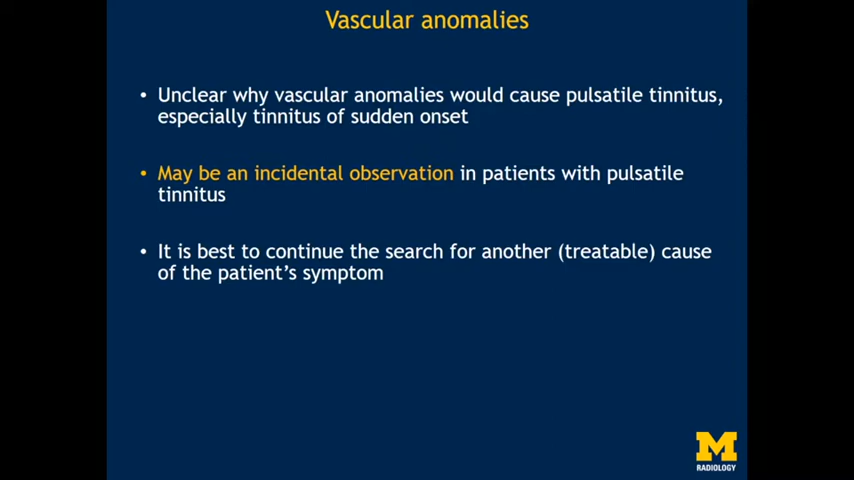 Vascular anomalies
• Unclear why vascular anomalies would cause pulsatile tinnitus,
especially tinnitus of sudden onset
• May be an incidental observation in patients with pulsatile
tinnitus
• It is best to continue the search for another (treatable) cause
of the patient’s symptom
M
RADIOLOGY